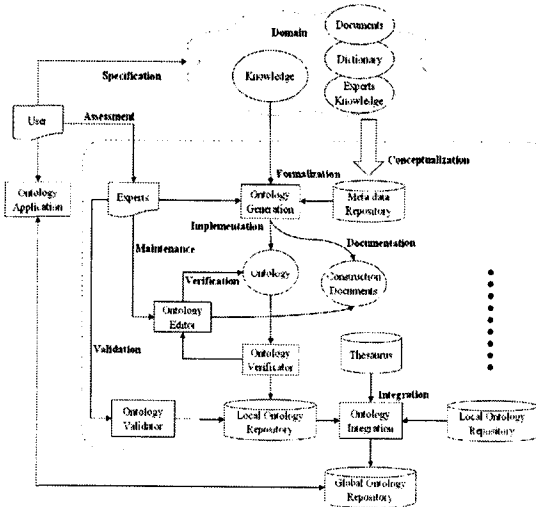 Domain
Documents
Dictionary
Experts
Knowledge
Knowledge
Specification
User
Assessment
Conceptualization
Formalization
Ontology
Application
Experts
Ontology
Generation
Meta data
Repository
Implementation
Documentation
Maintenance
Ontology
Construction
Documents
Verification
Ontology
Editor
Validation
Ontology
Verificator
Thesaurus
Integration
Ontology
Validator
Local Ontology
Repository
Ontology
Integration
Local Ontology
Repository
Global Ontology
Repository